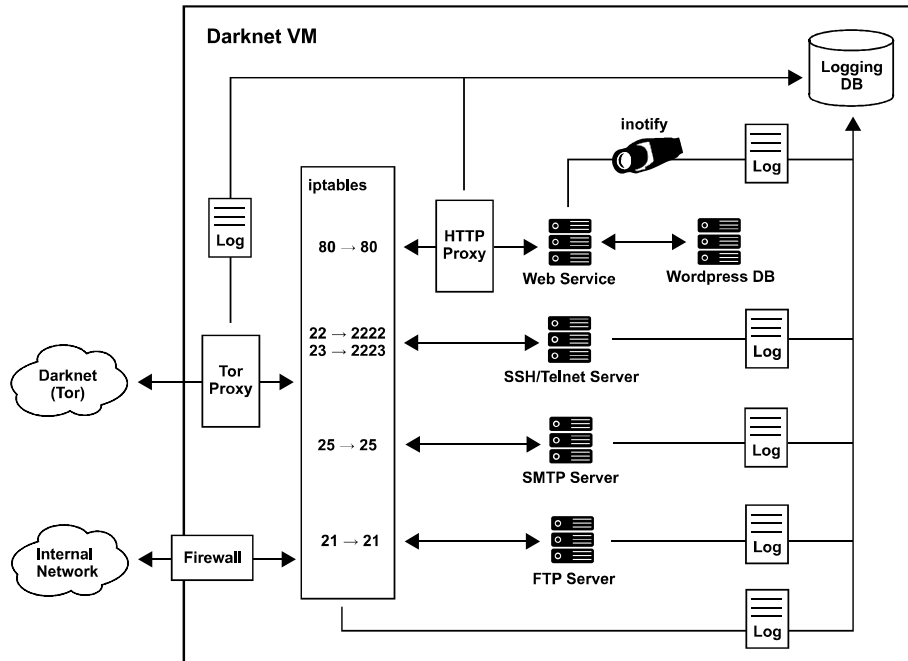 Darknet VM
Logging
DB
inotify
Log
iptables
Log
HTTP
Proxy
80 → 80
Web Service
Wordpress DB
22 → 2222
23 → 2223
Log
SSH/Telnet Server
Darknet
(Tor)
Tor
Proxy
25 → 25
Log
SMTP Server
Internal
Network
Firewall
21 → 21
Log
FTP Server
Log